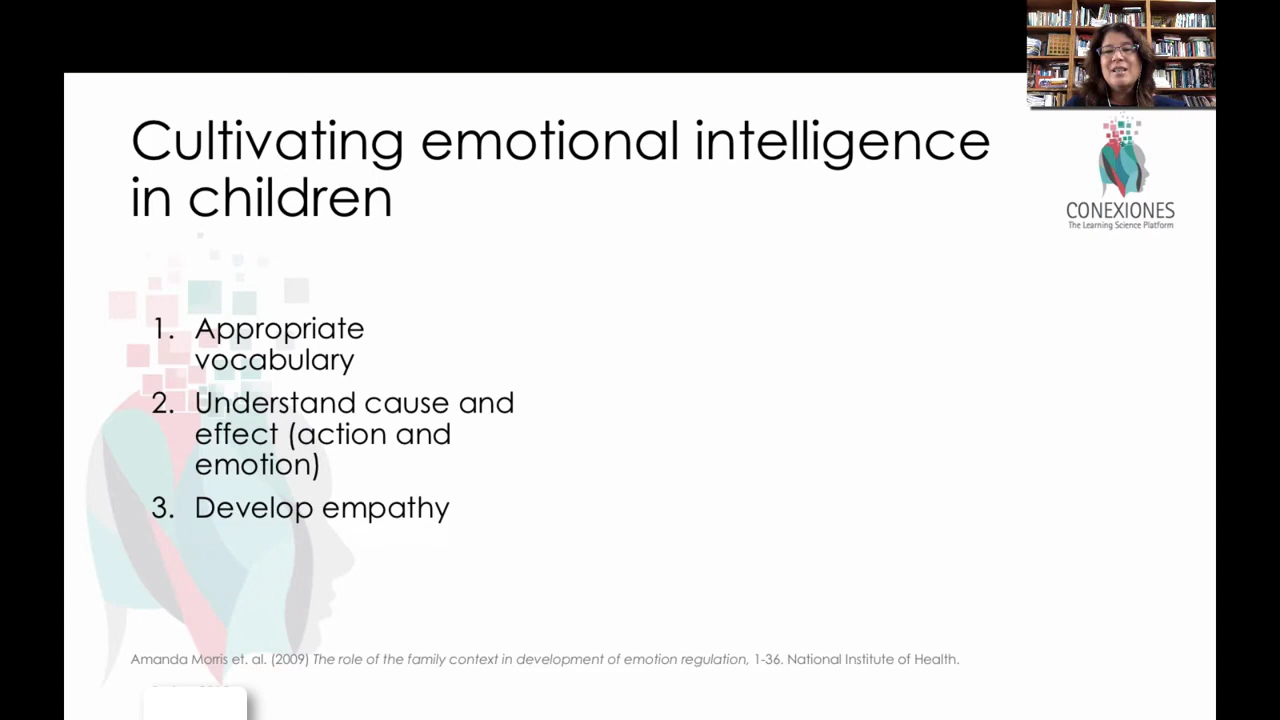 Cultivating emotional intelligence
in children
CONEXIONES
The Learning Science Platform
1. Appropriate
vocabulary
2. Understand cause and
effect (action and
emotion)
3. Develop empathy
Amanda Morris et. al. (2009) The role of the family context in development of emotion regulation, 1-36. National Institute of Health.